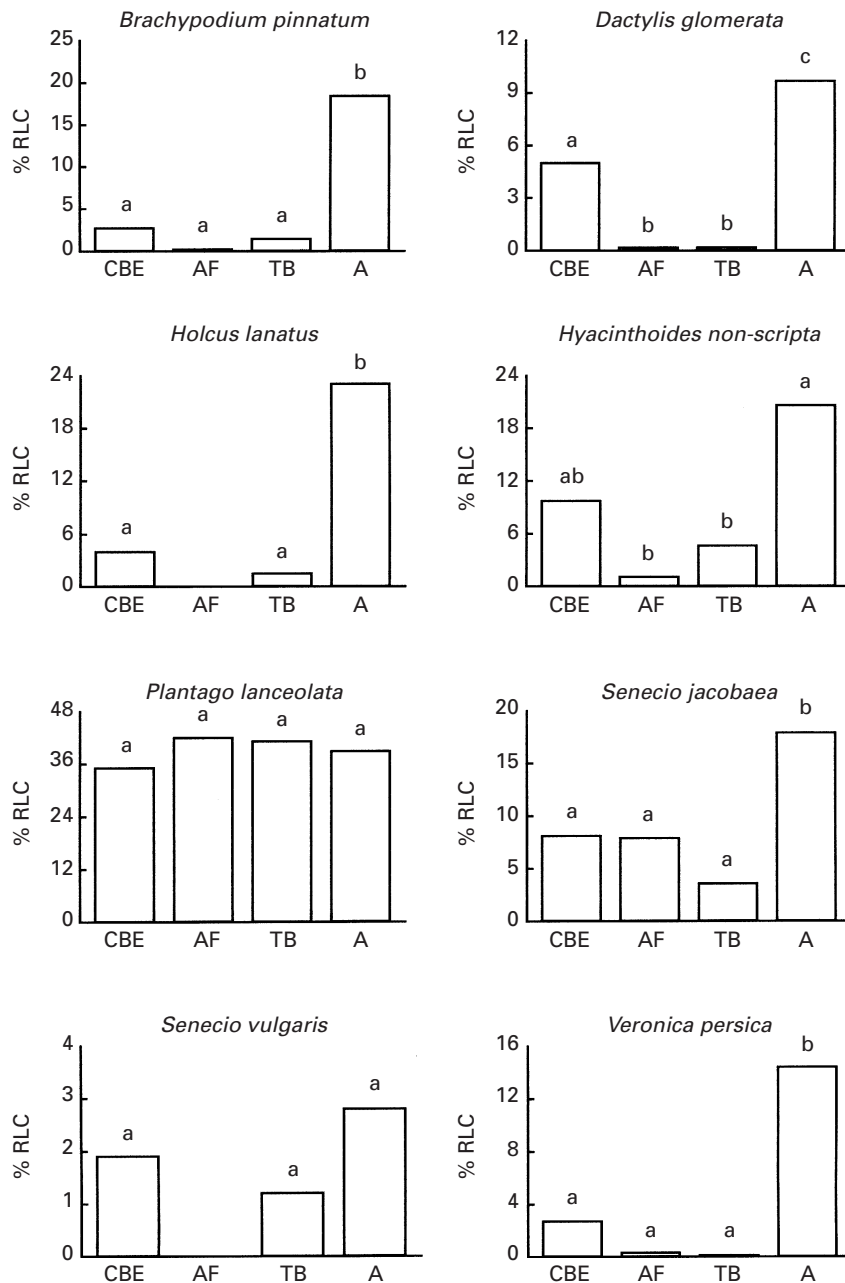 Brachypodium pinnatum
25
20
15
10
5
0
% RLC
a
a
a
b
CBE AF TB A
Dactylis glomerata
12
9
6
3
0
% RLC
a
b
b
c
CBE AF TB A
Holcus lanatus
24
18
12
6
0
% RLC
a
a
b
CBE AF TB A
Hyacinthoides non-scripta
24
18
12
6
0
% RLC
ab
b
b
a
CBE AF TB A
Plantago lanceolata
48
36
24
12
0
% RLC
a
a
a
a
CBE AF TB A
Senecio jacobaea
20
15
10
5
0
% RLC
a
a
a
b
CBE AF TB A
Senecio vulgaris
4
3
2
1
0
% RLC
a
a
a
CBE AF TB A
Veronica persica
16
12
8
4
0
% RLC
a
a
a
b
CBE AF TB A